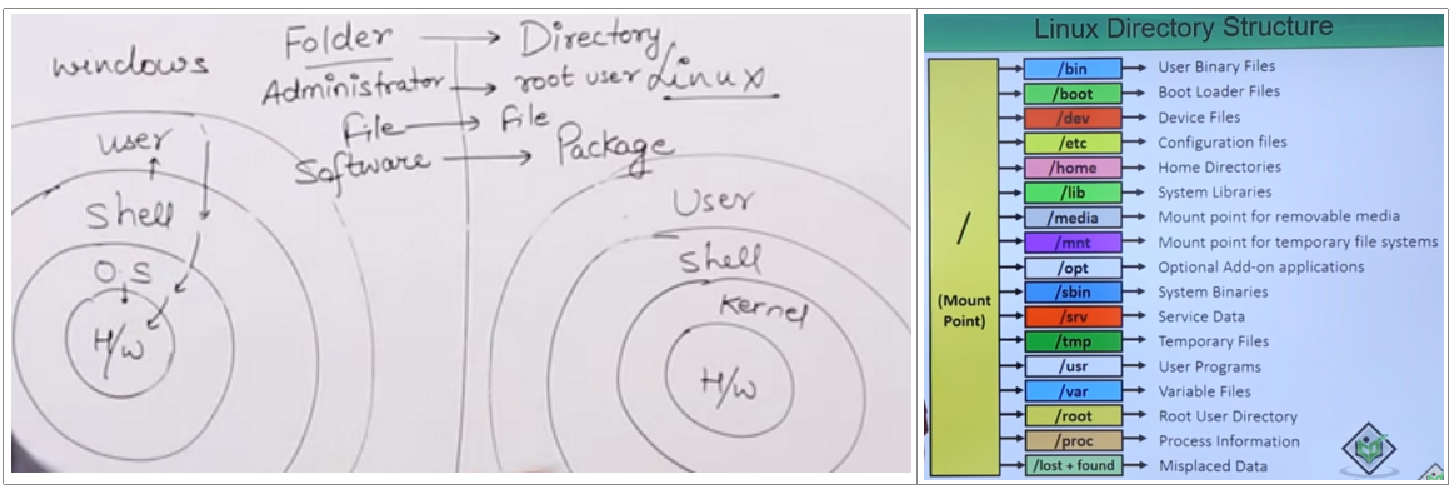 windows
Folder → Directory
Administrator → root user Linux
File → File
Software → Package
user
Shell
O.S
H/w
User
Shell
Kernel
H/w
Linux Directory Structure
/
(Mount
Point)
/bin → User Binary Files
/boot → Boot Loader Files
/dev → Device Files
/etc → Configuration files
/home → Home Directories
/lib → System Libraries
/media → Mount point for removable media
/mnt → Mount point for temporary file systems
/opt → Optional Add-on applications
/sbin → System Binaries
/srv → Service Data
/tmp → Temporary Files
/usr → User Programs
/var → Variable Files
/root → Root User Directory
/proc → Process Information
/lost + found → Misplaced Data